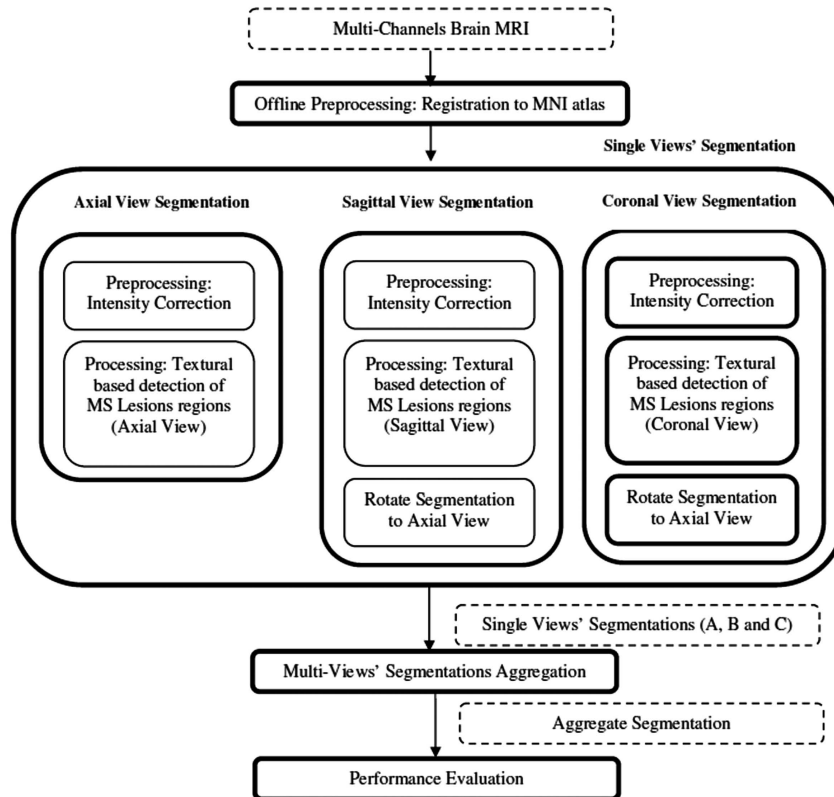 Multi-Channels Brain MRI
Offline Preprocessing: Registration to MNI atlas
Single Views' Segmentation
Axial View Segmentation
Preprocessing:
Intensity Correction
Processing: Textural
based detection of
MS Lesions regions
(Axial View)
Sagittal View Segmentation
Preprocessing:
Intensity Correction
Processing: Textural
based detection of
MS Lesions regions
(Sagittal View)
Rotate Segmentation
to Axial View
Coronal View Segmentation
Preprocessing:
Intensity Correction
Processing: Textural
based detection of
MS Lesions regions
(Coronal View)
Rotate Segmentation
to Axial View
Single Views' Segmentations (A, B and C)
Multi-Views' Segmentations Aggregation
Aggregate Segmentation
Performance Evaluation